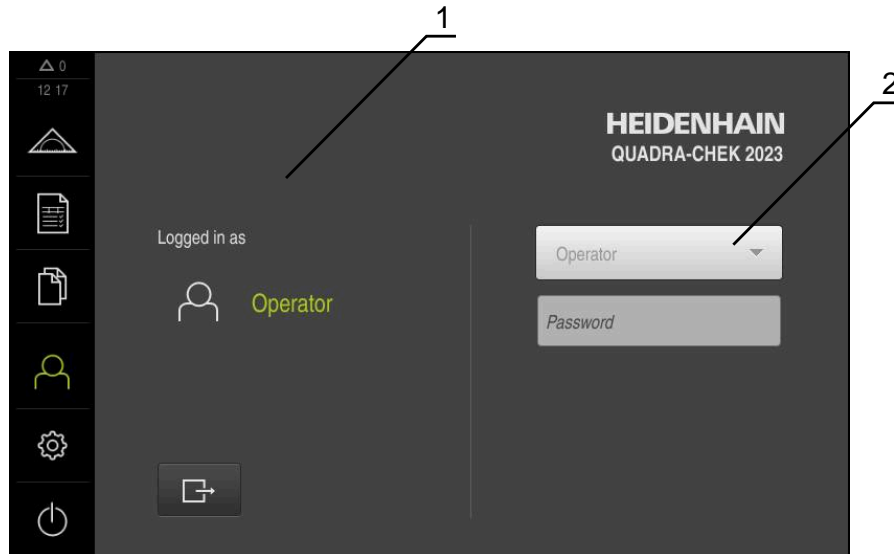 1
2
△ 0
12 17
HEIDENHAIN
QUADRA-CHEK 2023
Logged in as
Operator
Operator
Password